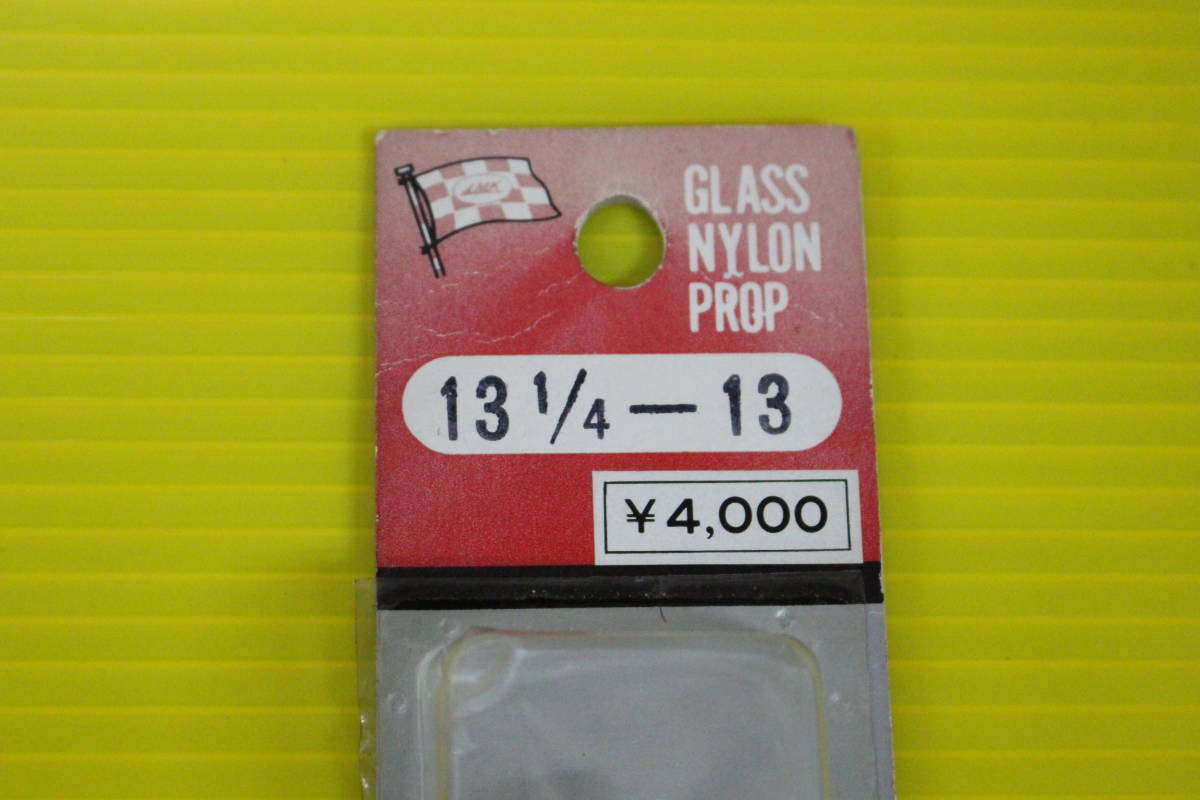 GLASS
NYLON
PROP
13 1/4 — 13
¥4,000